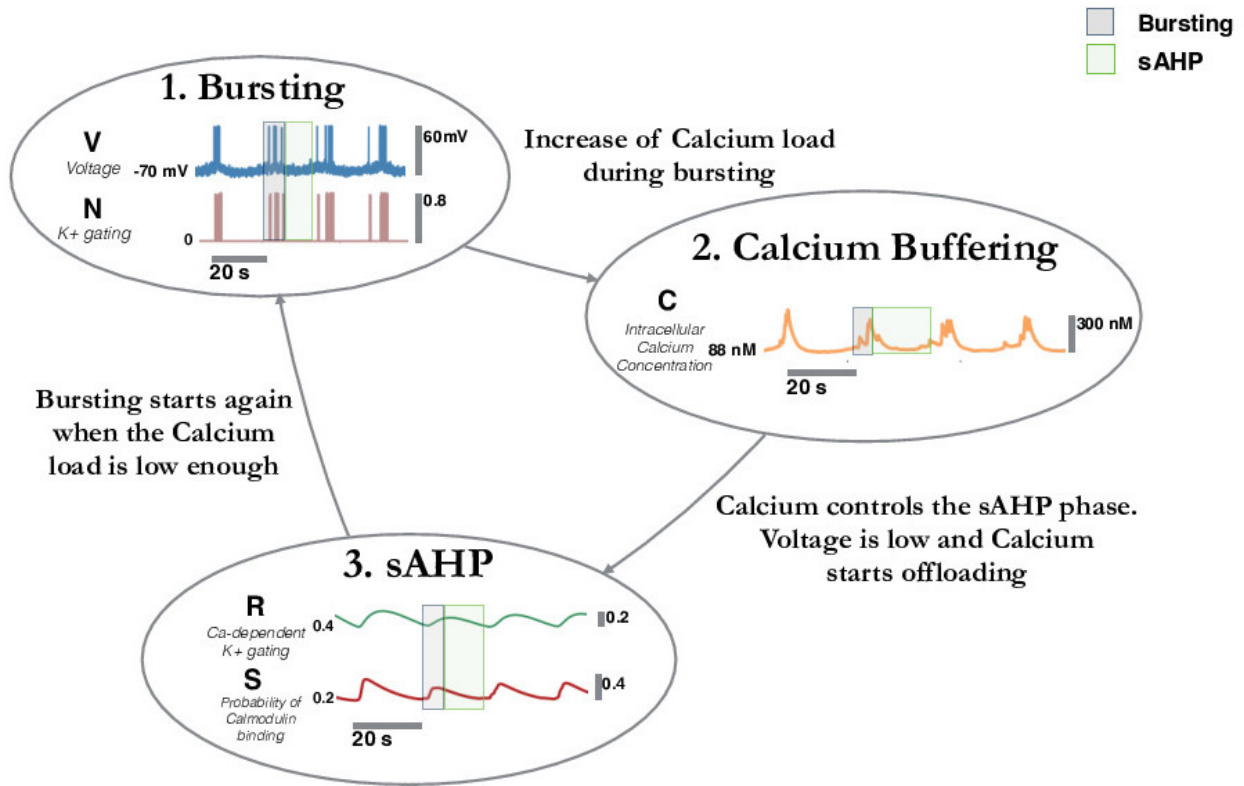 Bursting
sAHP
1. Bursting
V
Voltage
-70 mV
60mV
N
K+ gating
0
0.8
20 s
Increase of Calcium load
during bursting
2. Calcium Buffering
C
Intracellular
Calcium
Concentration
88 nM
300 nM
20 s
Bursting starts again
when the Calcium
load is low enough
Calcium controls the sAHP phase.
Voltage is low and Calcium
starts offloading
3. sAHP
R
Ca-dependent
K+ gating
0.4
0.2
S
Probability of
Calmodulin
binding
0.2
0.4
20 s